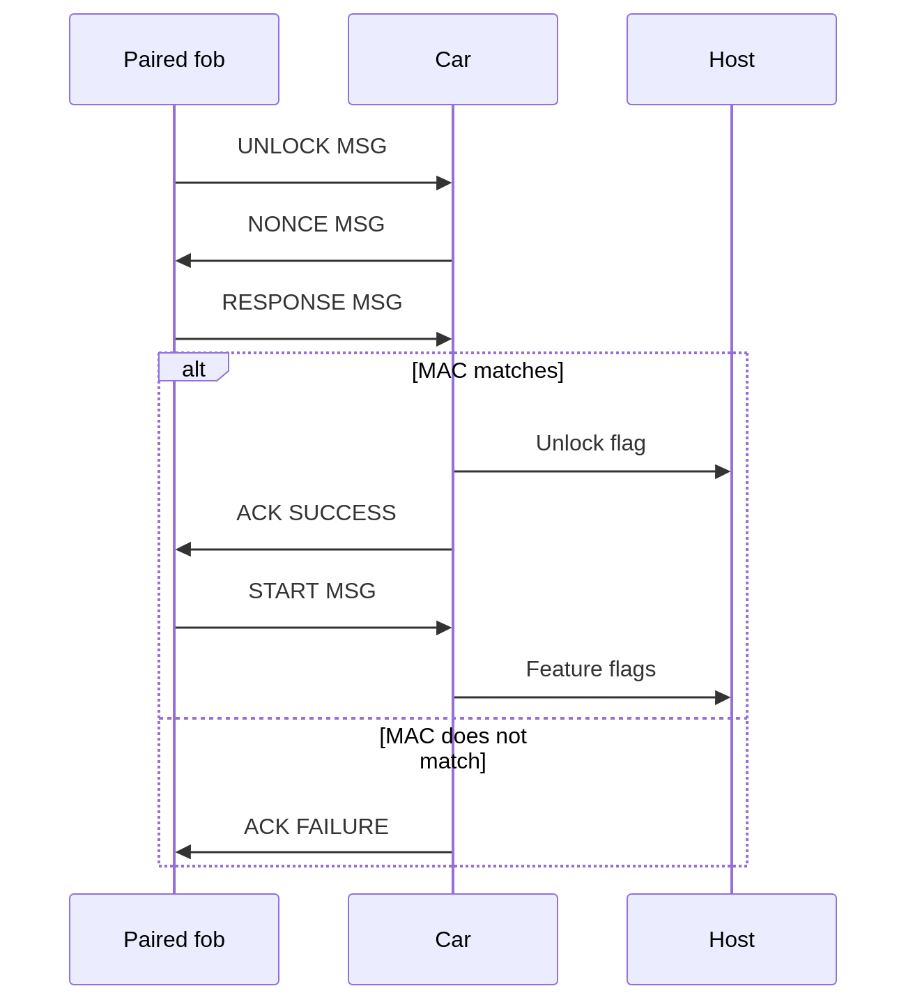 Paired fob
Car
Host
UNLOCK MSG
NONCE MSG
RESPONSE MSG
alt
[MAC matches]
Unlock flag
ACK SUCCESS
START MSG
Feature flags
[MAC does not
match]
ACK FAILURE
Paired fob
Car
Host